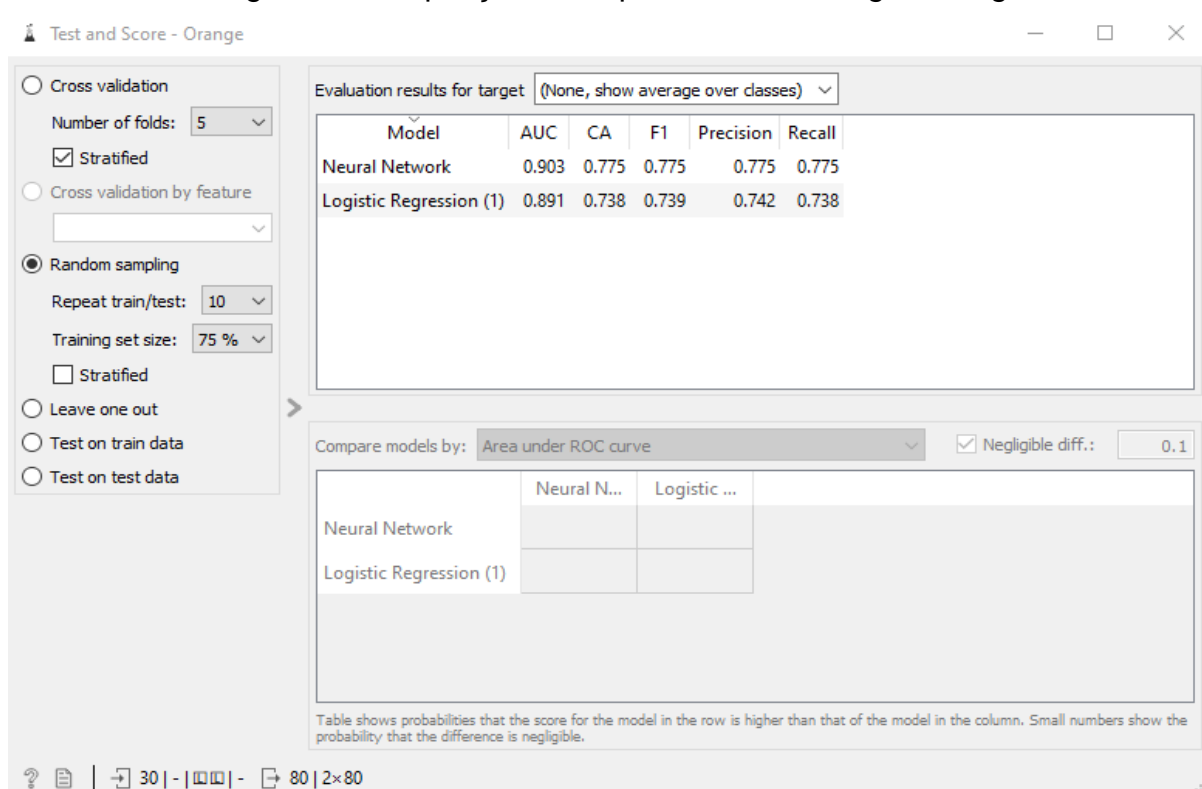 Test and Score - Orange
Cross validation
Number of folds: 5
Stratified
Cross validation by feature
Random sampling
Repeat train/test: 10
Training set size: 75 %
Stratified
Leave one out
Test on train data
Test on test data
Evaluation results for target (None, show average over classes)
Model AUC CA F1 Precision Recall
Neural Network 0.903 0.775 0.775 0.775 0.775
Logistic Regression (1) 0.891 0.738 0.739 0.742 0.738
Compare models by: Area under ROC curve Negligible diff.: 0.1
Neural N... Logistic ...
Neural Network
Logistic Regression (1)
Table shows probabilities that the score for the model in the row is higher than that of the model in the column. Small numbers show the
probability that the difference is negligible.
? 30 | - | | - 80 | 2×80